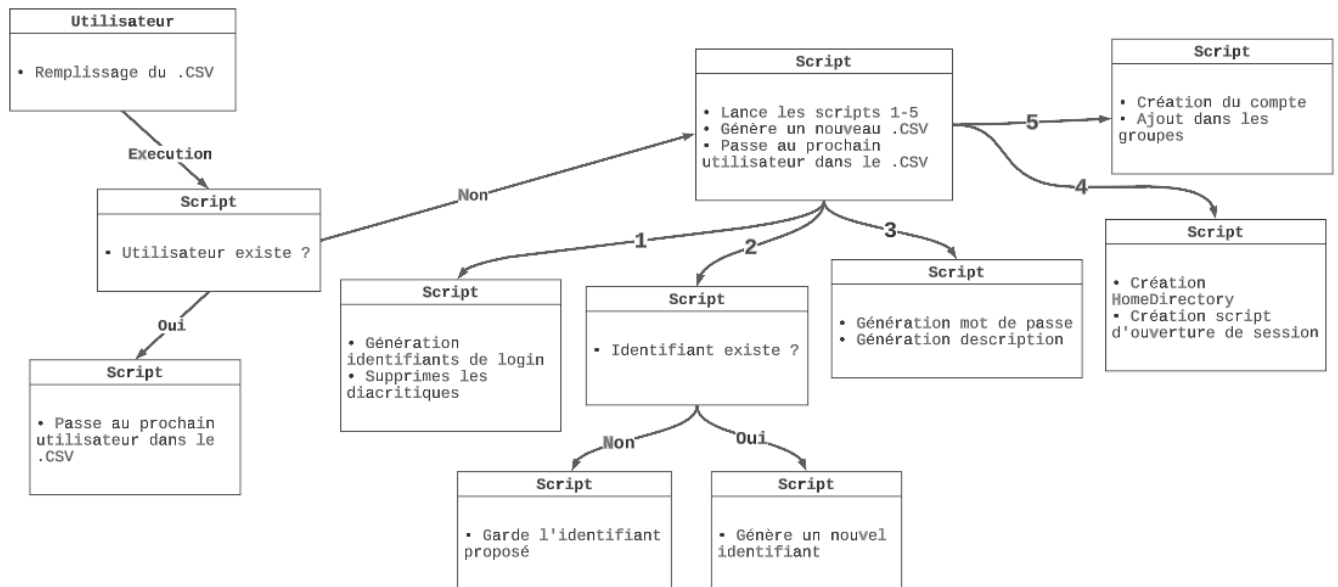 Utilisateur
• Remplissage du .CSV
Execution
Script
• Utilisateur existe ?
Oui
Script
• Passe au prochain
utilisateur dans le
.CSV
Non
Script
• Lance les scripts 1-5
• Génère un nouveau .CSV
• Passe au prochain
utilisateur dans le .CSV
1
Script
• Génération
identifiants de login
• Supprimes les
diacritiques
2
Script
• Identifiant existe ?
Non
Script
• Garde l'identifiant
proposé
Oui
Script
• Génère un nouvel
identifiant
3
Script
• Génération mot de passe
• Génération description
4
Script
• Création
HomeDirectory
• Création script
d'ouverture de session
5
Script
• Création du compte
• Ajout dans les
groupes